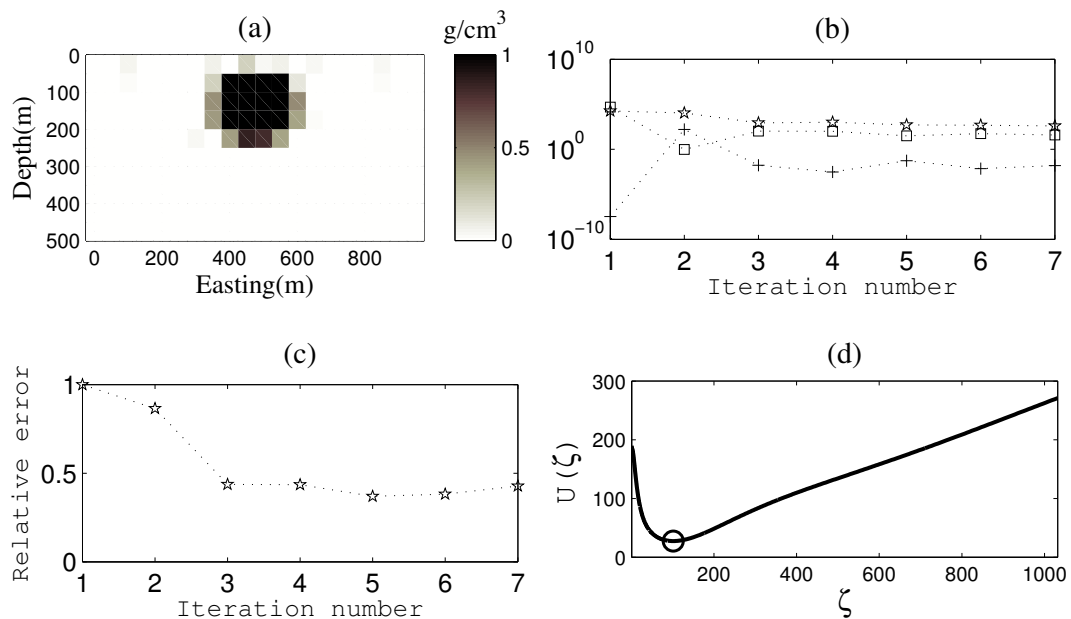 (a)
g/cm³
0
100
200
300
400
500
Depth(m)
0
200
400
600
800
Easting(m)
1
0.5
0
(b)
10¹⁰
10⁰
10⁻¹⁰
1 2 3 4 5 6 7
Iteration number
(c)
1
0.5
0
Relative error
1 2 3 4 5 6 7
Iteration number
(d)
300
200
100
0
U(ζ)
200 400 600 800 1000
ζ